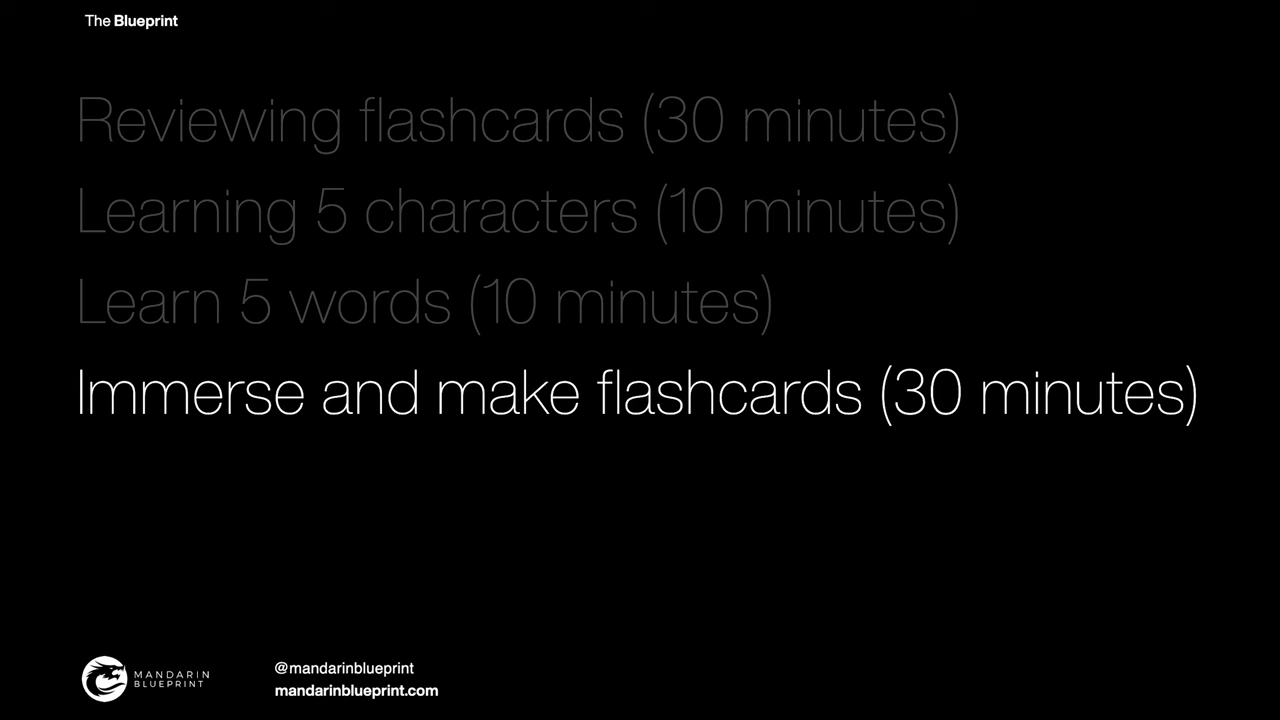 The Blueprint
Reviewing flashcards (30 minutes)
Learning 5 characters (10 minutes)
Learn 5 words (10 minutes)
Immerse and make flashcards (30 minutes)
MANDARIN
BLUEPRINT
@mandarinblueprint
mandarinblueprint.com